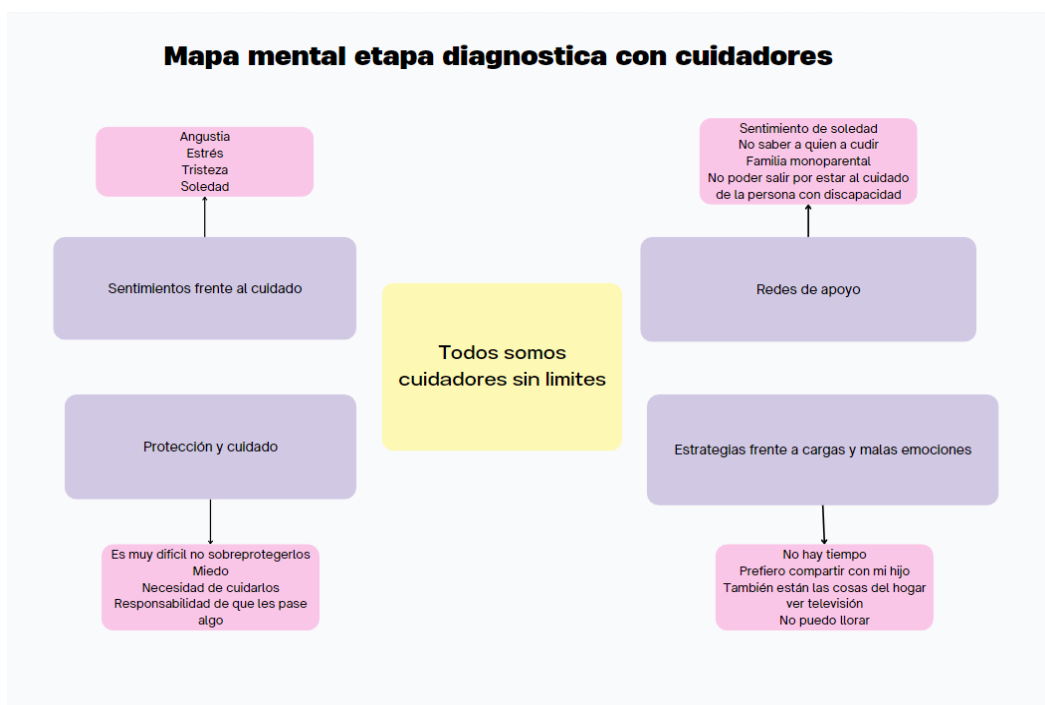 Mapa mental etapa diagnostica con cuidadores
Angustia
Estrés
Tristeza
Soledad
Sentimientos frente al cuidado
Sentimiento de soledad
No saber a quien a cudir
Familia monoparental
No poder salir por estar al cuidado
de la persona con discapacidad
Redes de apoyo
Todos somos
cuidadores sin limites
Protección y cuidado
Es muy dificil no sobreprotegerlos
Miedo
Necesidad de cuidarlos
Responsabilidad de que les pase
algo
Estrategias frente a cargas y malas emociones
No hay tiempo
Prefiero compartir con mi hijo
También están las cosas del hogar
ver televisión
No puedo llorar